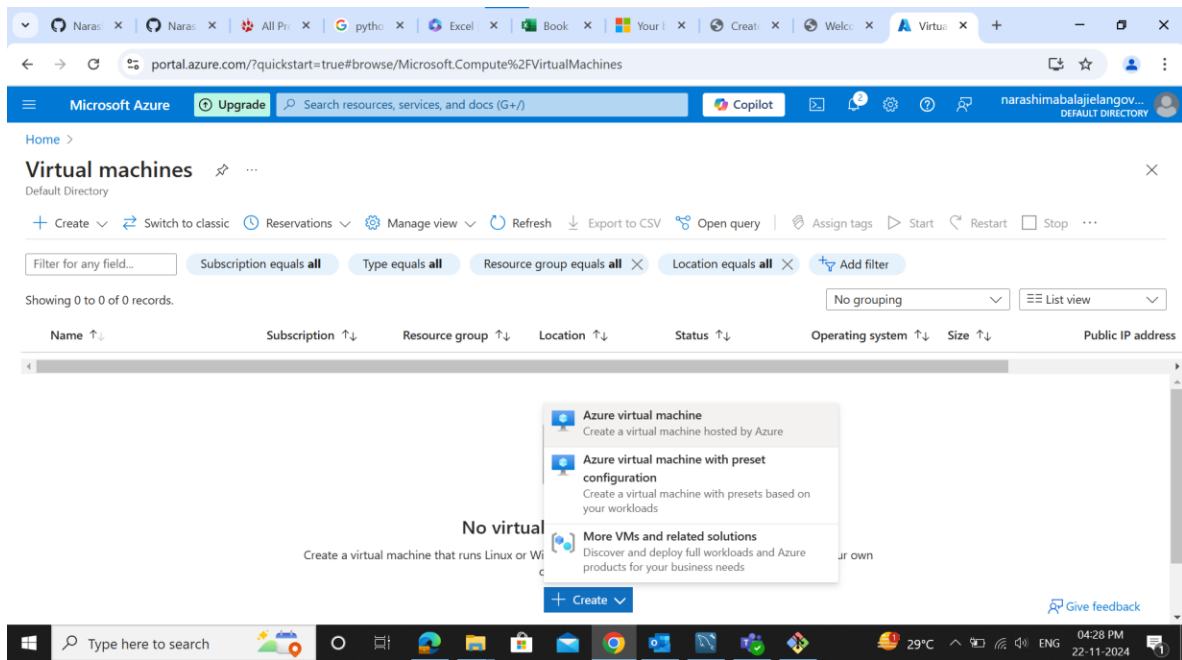 Naras
Naras
All Pr
pytho
Excel
Book
Your b
Create
Welco
Virtua
portal.azure.com/?quickstart=true#browse/Microsoft.Compute%2FVirtualMachines
Microsoft Azure
Upgrade
Search resources, services, and docs (G+/)
Copilot
2
narashimabalajielangov...
DEFAULT DIRECTORY
Home >
Virtual machines
Default Directory
+ Create Switch to classic Reservations Manage view Refresh Export to CSV Open query Assign tags Start Restart Stop ...
Filter for any field... Subscription equals all Type equals all Resource group equals all Location equals all Add filter
Showing 0 to 0 of 0 records.
No grouping List view
Name Subscription Resource group Location Status Operating system Size Public IP address
Azure virtual machine
Create a virtual machine hosted by Azure
Azure virtual machine with preset
configuration
Create a virtual machine with presets based on
your workloads
More VMs and related solutions
Discover and deploy full workloads and Azure
products for your business needs
No virtual
Create a virtual machine that runs Linux or Wi ur own
+ Create
Give feedback
Type here to search
29°C
ENG
04:28 PM
22-11-2024
1